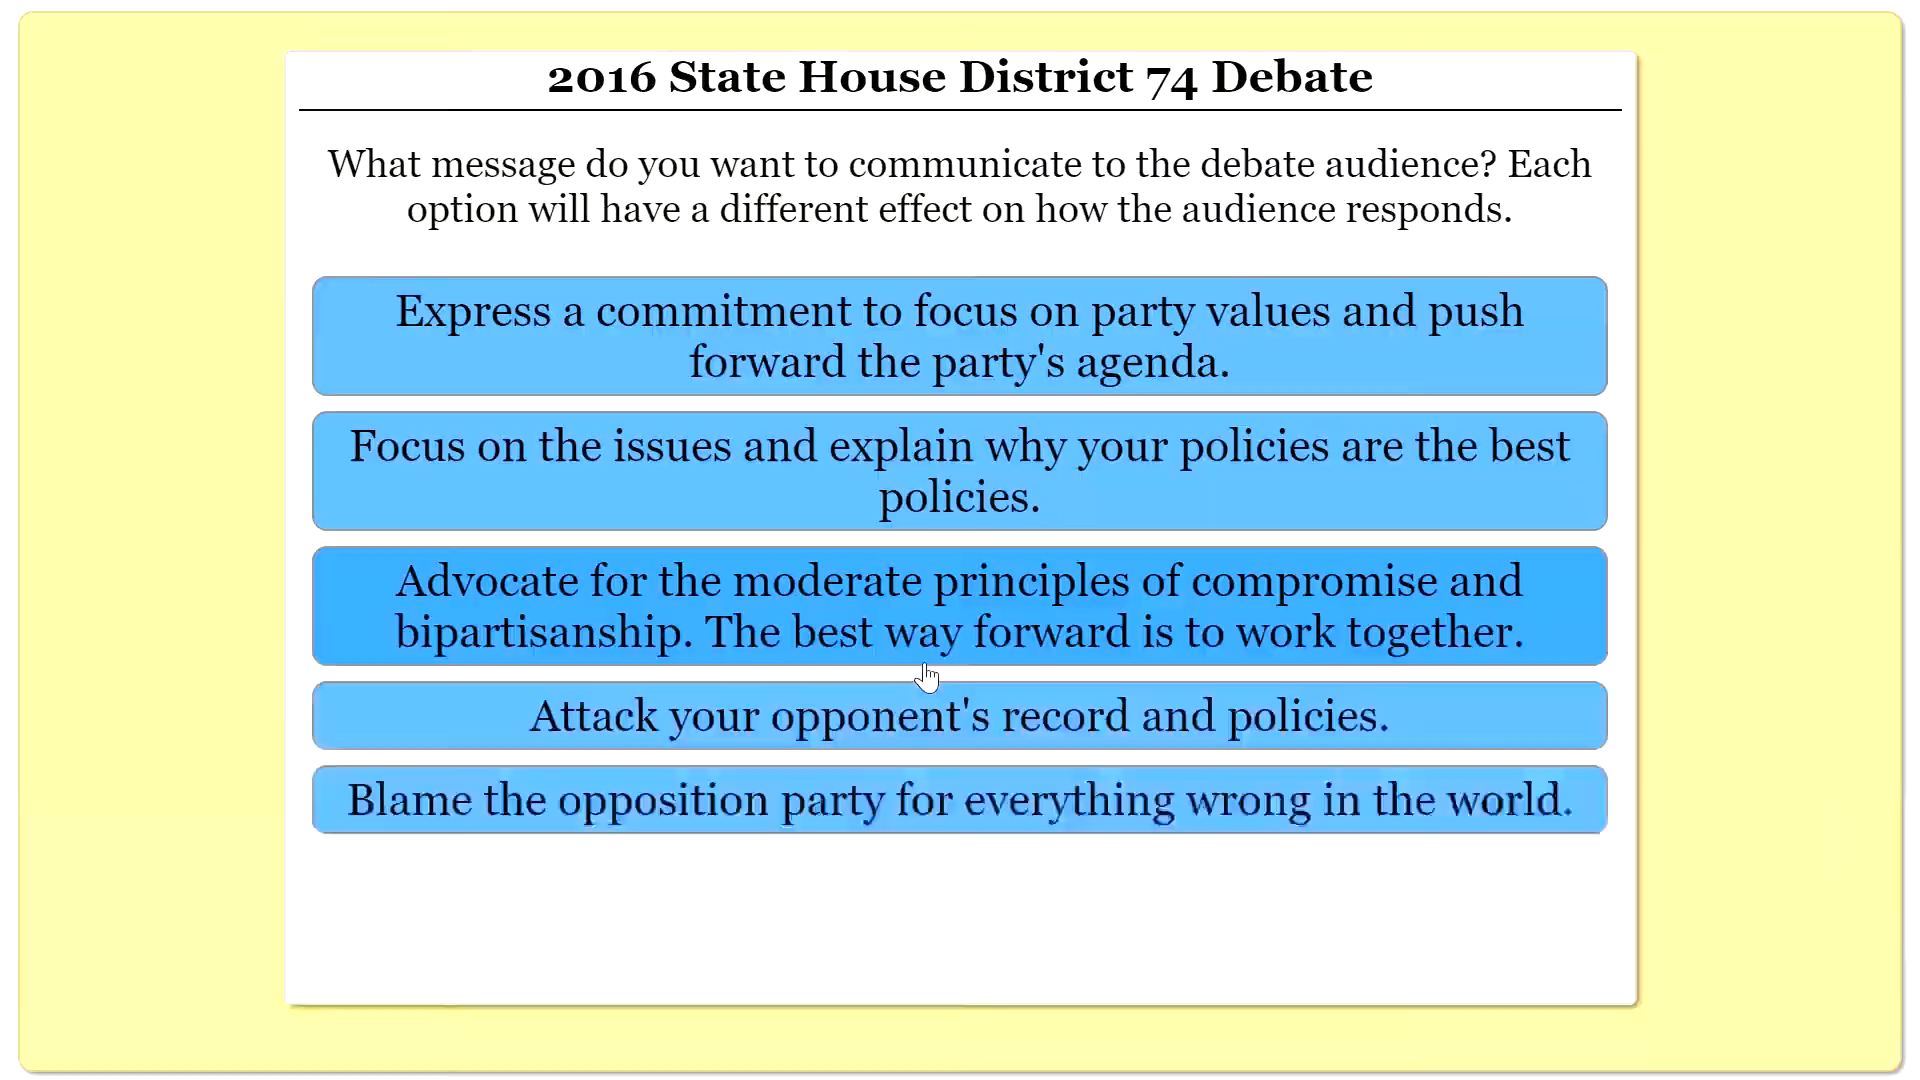 2016 State House District 74 Debate
What message do you want to communicate to the debate audience? Each
option will have a different effect on how the audience responds.
Express a commitment to focus on party values and push
forward the party's agenda.
Focus on the issues and explain why your policies are the best
policies.
Advocate for the moderate principles of compromise and
bipartisanship. The best way forward is to work together.
Attack your opponent's record and policies.
Blame the opposition party for everything wrong in the world.